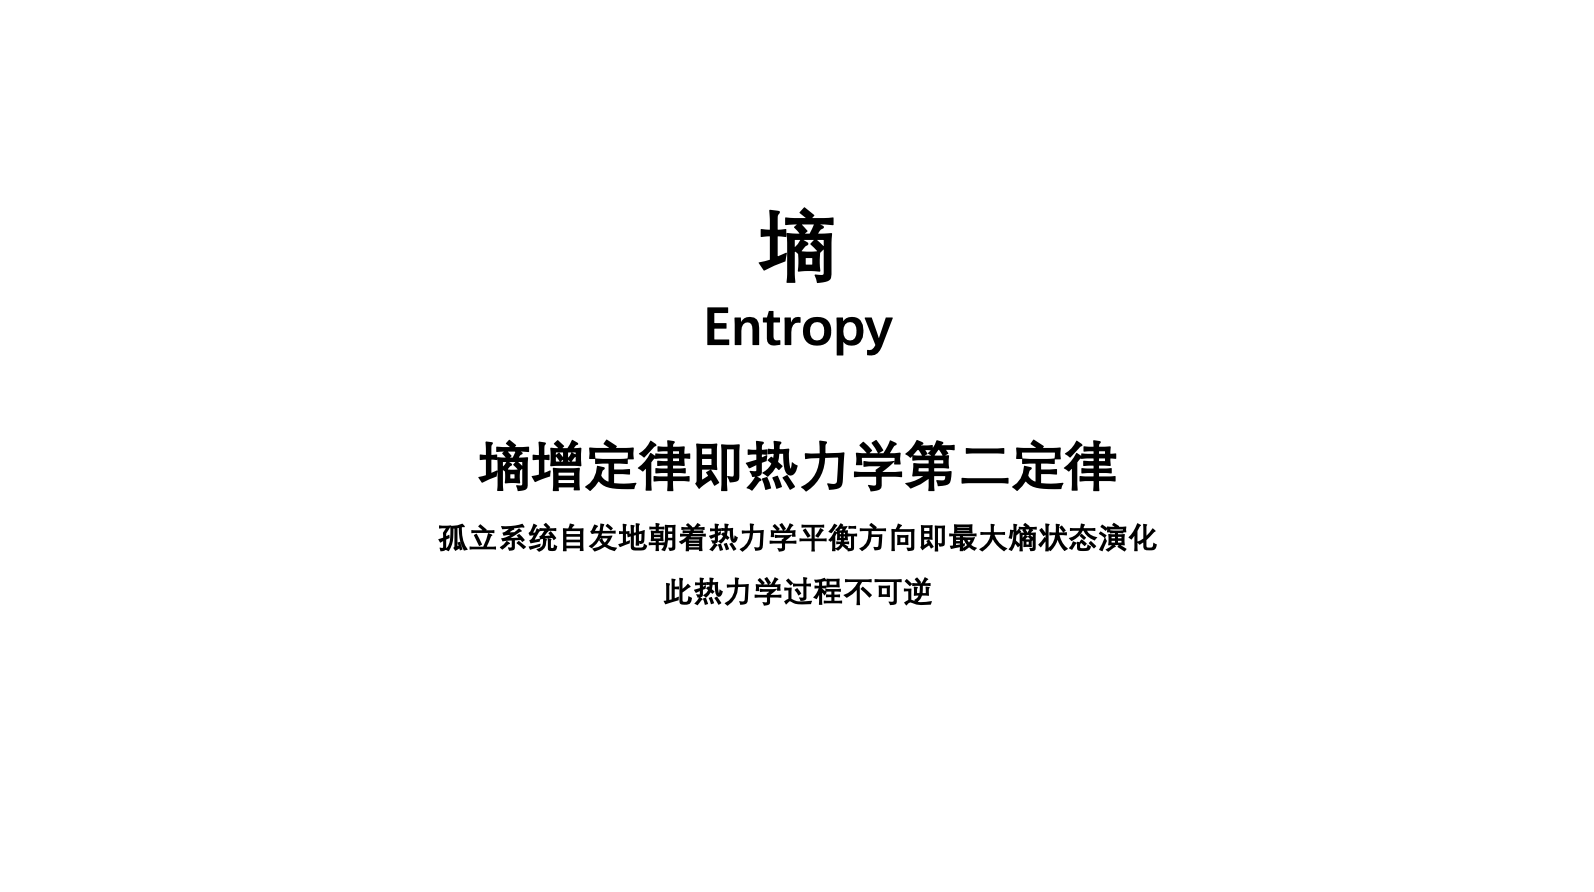 墒
Entropy
墒增定律即热力学第二定律
孤立系统自发地朝着热力学平衡方向即最大熵状态演化
此热力学过程不可逆